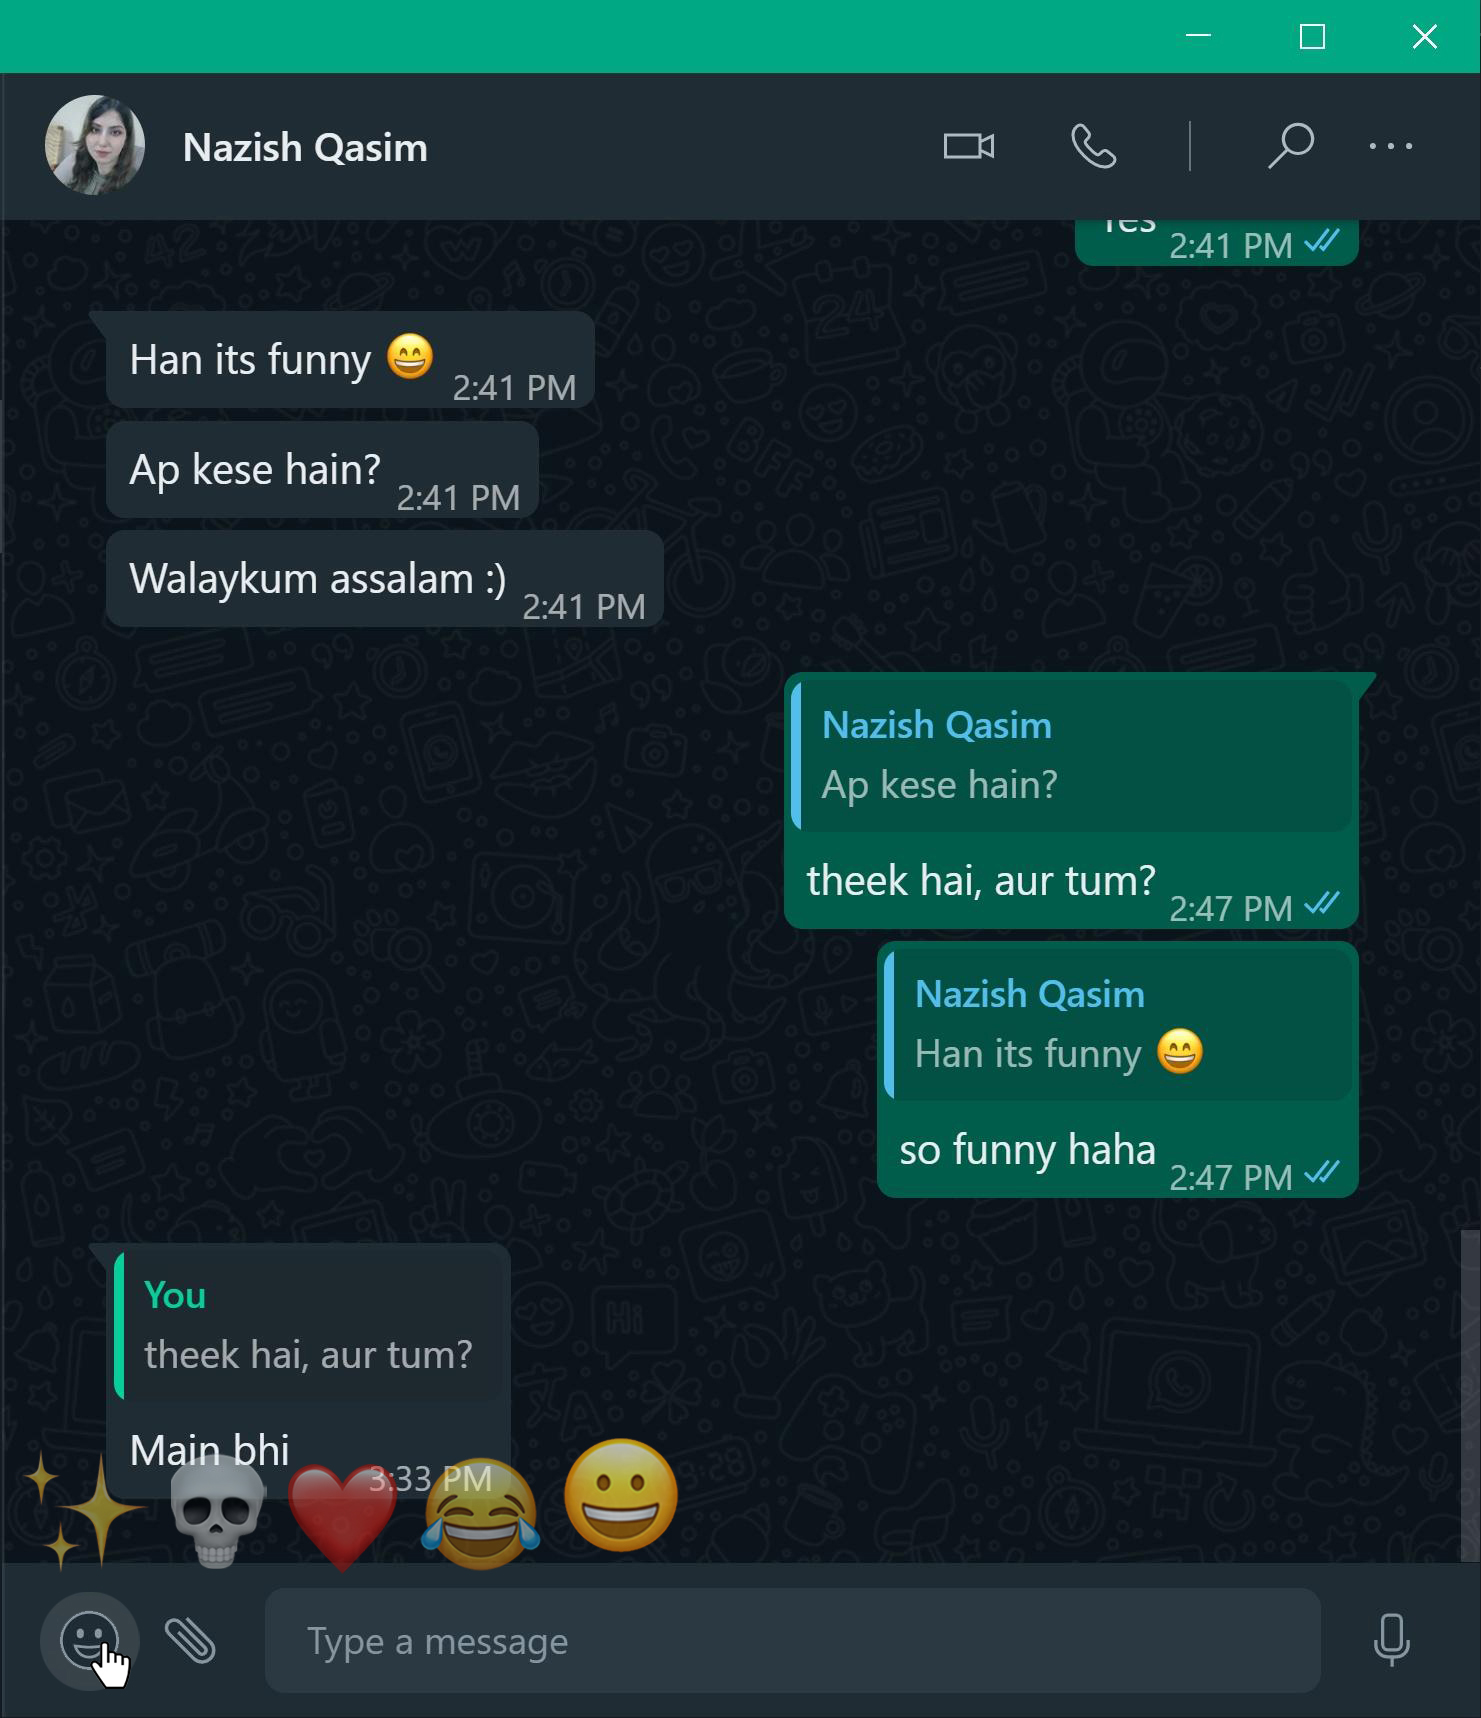 Nazish Qasim
Yes
2:41 PM
Han its funny 😄
2:41 PM
Ap kese hain?
2:41 PM
Walaykum assalam :)
2:41 PM
Nazish Qasim
Ap kese hain?
theek hai, aur tum?
2:47 PM
Nazish Qasim
Han its funny 😄
so funny haha
2:47 PM
You
theek hai, aur tum?
Main bhi
3:33 PM
Type a message